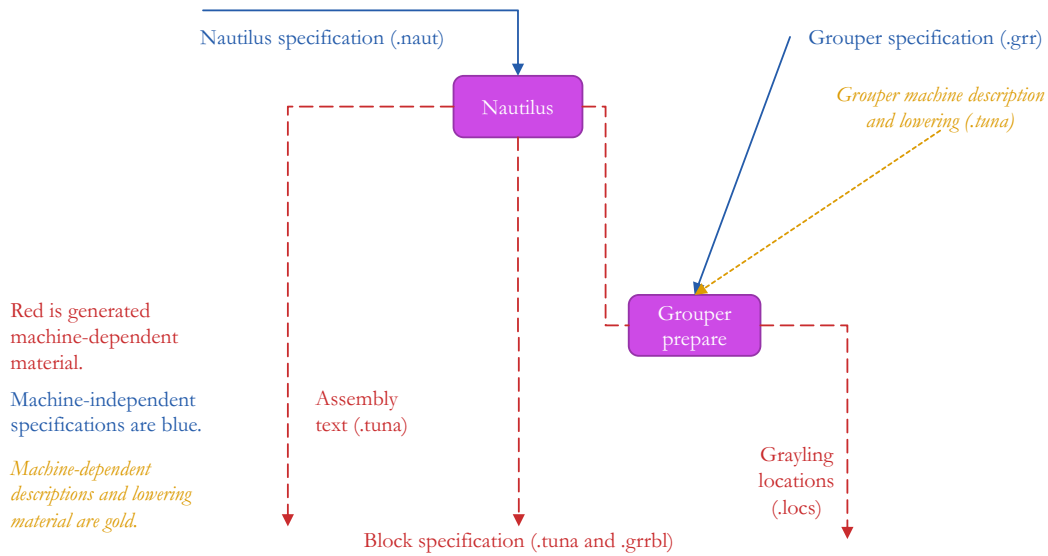 Nautilus specification (.naut)
Grouper specification (.grr)
Nautilus
Grouper machine description
and lowering (.tuna)
Grouper
prepare
Red is generated
machine-dependent
material.
Machine-independent
specifications are blue.
Machine-dependent
descriptions and lowering
material are gold.
Assembly
text (.tuna)
Grayling
locations
(.locs)
Block specification (.tuna and .grrbl)